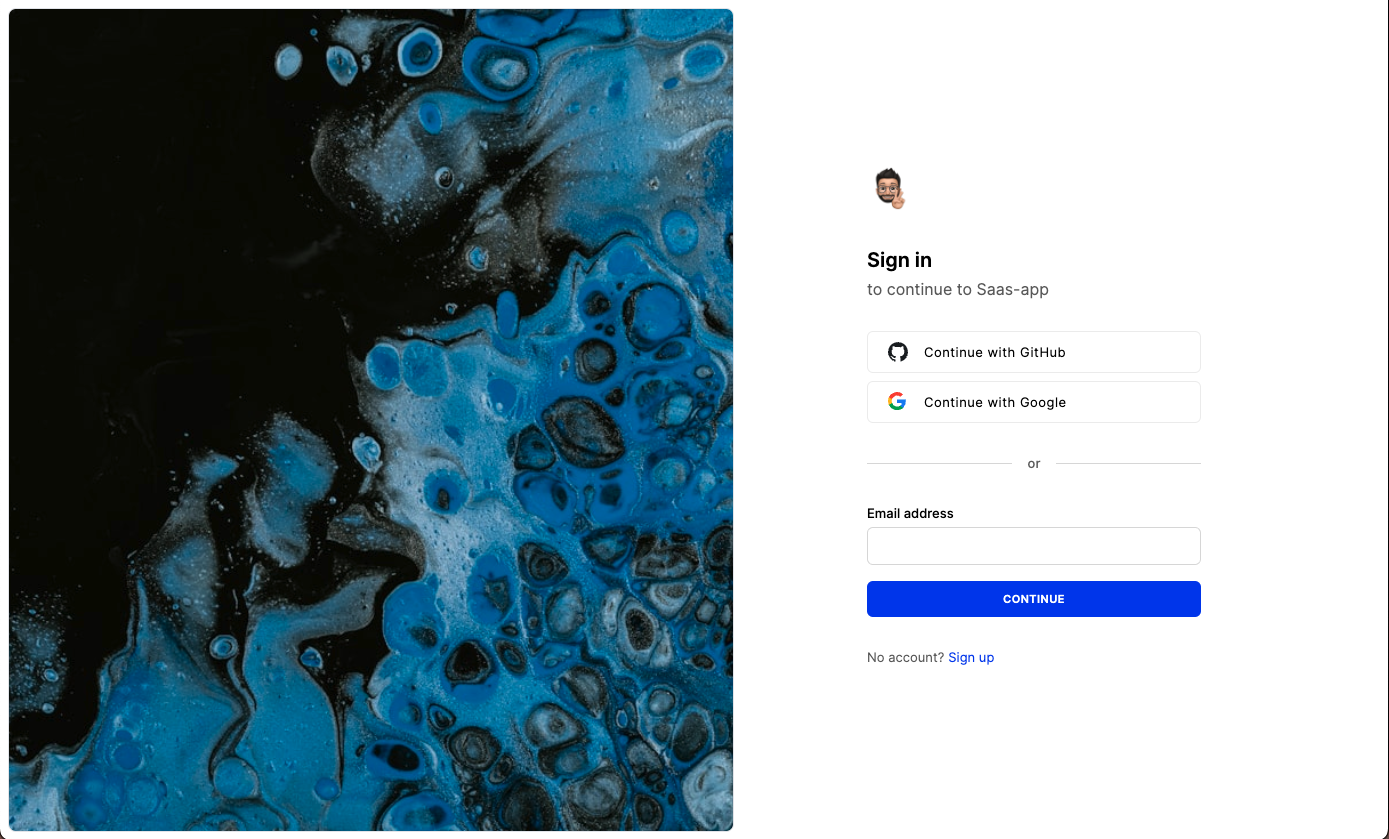 Sign in
to continue to Saas-app
Continue with GitHub
Continue with Google
or
Email address
CONTINUE
No account? Sign up